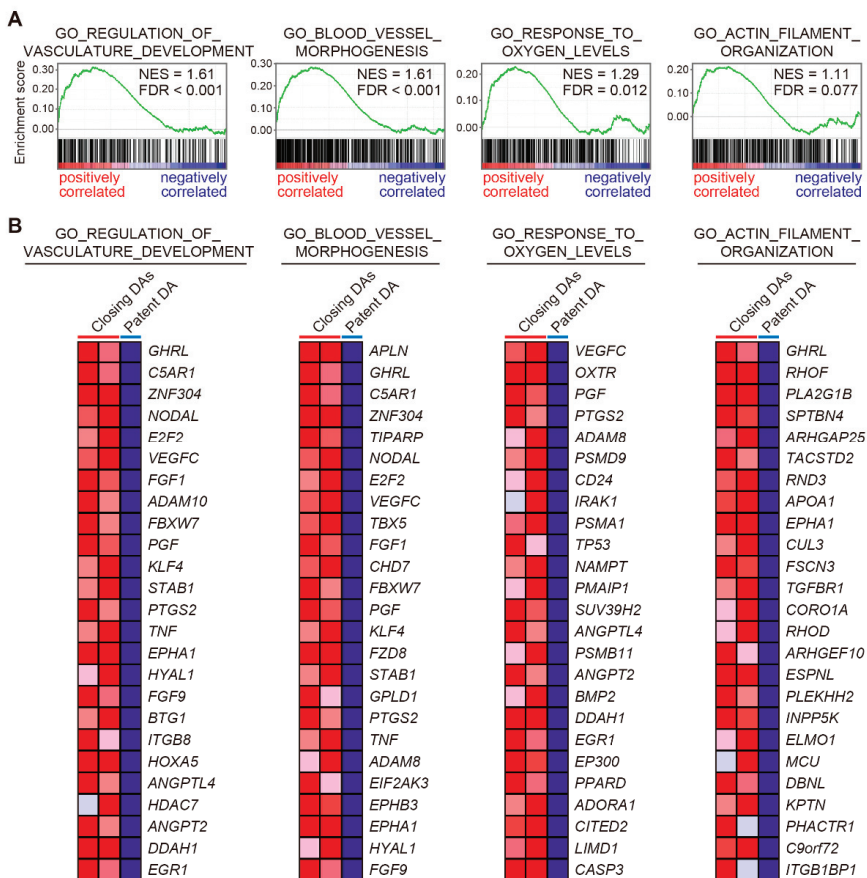 A
GO_REGULATION_OF_
VASCULATURE_DEVELOPMENT
GO_BLOOD_VESSEL_
MORPHOGENESIS
GO_RESPONSE_TO_
OXYGEN_LEVELS
GO_ACTIN_FILAMENT_
ORGANIZATION
Enrichment score
0.30
0.20
0.10
0.00
NES = 1.61
FDR < 0.001
positively
correlated
negatively
correlated
0.30
0.20
0.10
0.00
NES = 1.61
FDR < 0.001
positively
correlated
negatively
correlated
0.20
0.10
0.00
NES = 1.29
FDR = 0.012
positively
correlated
negatively
correlated
0.20
0.10
0.00
NES = 1.11
FDR = 0.077
positively
correlated
negatively
correlated
B
GO_REGULATION_OF_
VASCULATURE_DEVELOPMENT
Closing DAs
Patent DA
GHRL
C5AR1
ZNF304
NODAL
E2F2
VEGFC
FGF1
ADAM10
FBXW7
PGF
KLF4
STAB1
PTGS2
TNF
EPHA1
HYAL1
FGF9
BTG1
ITGB8
HOXA5
ANGPTL4
HDAC7
ANGPT2
DDAH1
EGR1
GO_BLOOD_VESSEL_
MORPHOGENESIS
Closing DAs
Patent DA
APLN
GHRL
C5AR1
ZNF304
TIPARP
NODAL
E2F2
VEGFC
TBX5
FGF1
CHD7
FBXW7
PGF
KLF4
FZD8
STAB1
GPLD1
PTGS2
TNF
ADAM8
EIF2AK3
EPHB3
EPHA1
HYAL1
FGF9
GO_RESPONSE_TO_
OXYGEN_LEVELS
Closing DAs
Patent DA
VEGFC
OXTR
PGF
PTGS2
ADAM8
PSMD9
CD24
IRAK1
PSMA1
TP53
NAMPT
PMAIP1
SUV39H2
ANGPTL4
PSMB11
ANGPT2
BMP2
DDAH1
EGR1
EP300
PPARD
ADORA1
CITED2
LIMD1
CASP3
GO_ACTIN_FILAMENT_
ORGANIZATION
Closing DAs
Patent DA
GHRL
RHOF
PLA2G1B
SPTBN4
ARHGAP25
TACSTD2
RND3
APOA1
EPHA1
CUL3
FSCN3
TGFBR1
CORO1A
RHOD
ARHGEF10
ESPNL
PLEKHH2
INPP5K
ELMO1
MCU
DBNL
KPTN
PHACTR1
C9orf72
ITGB1BP1